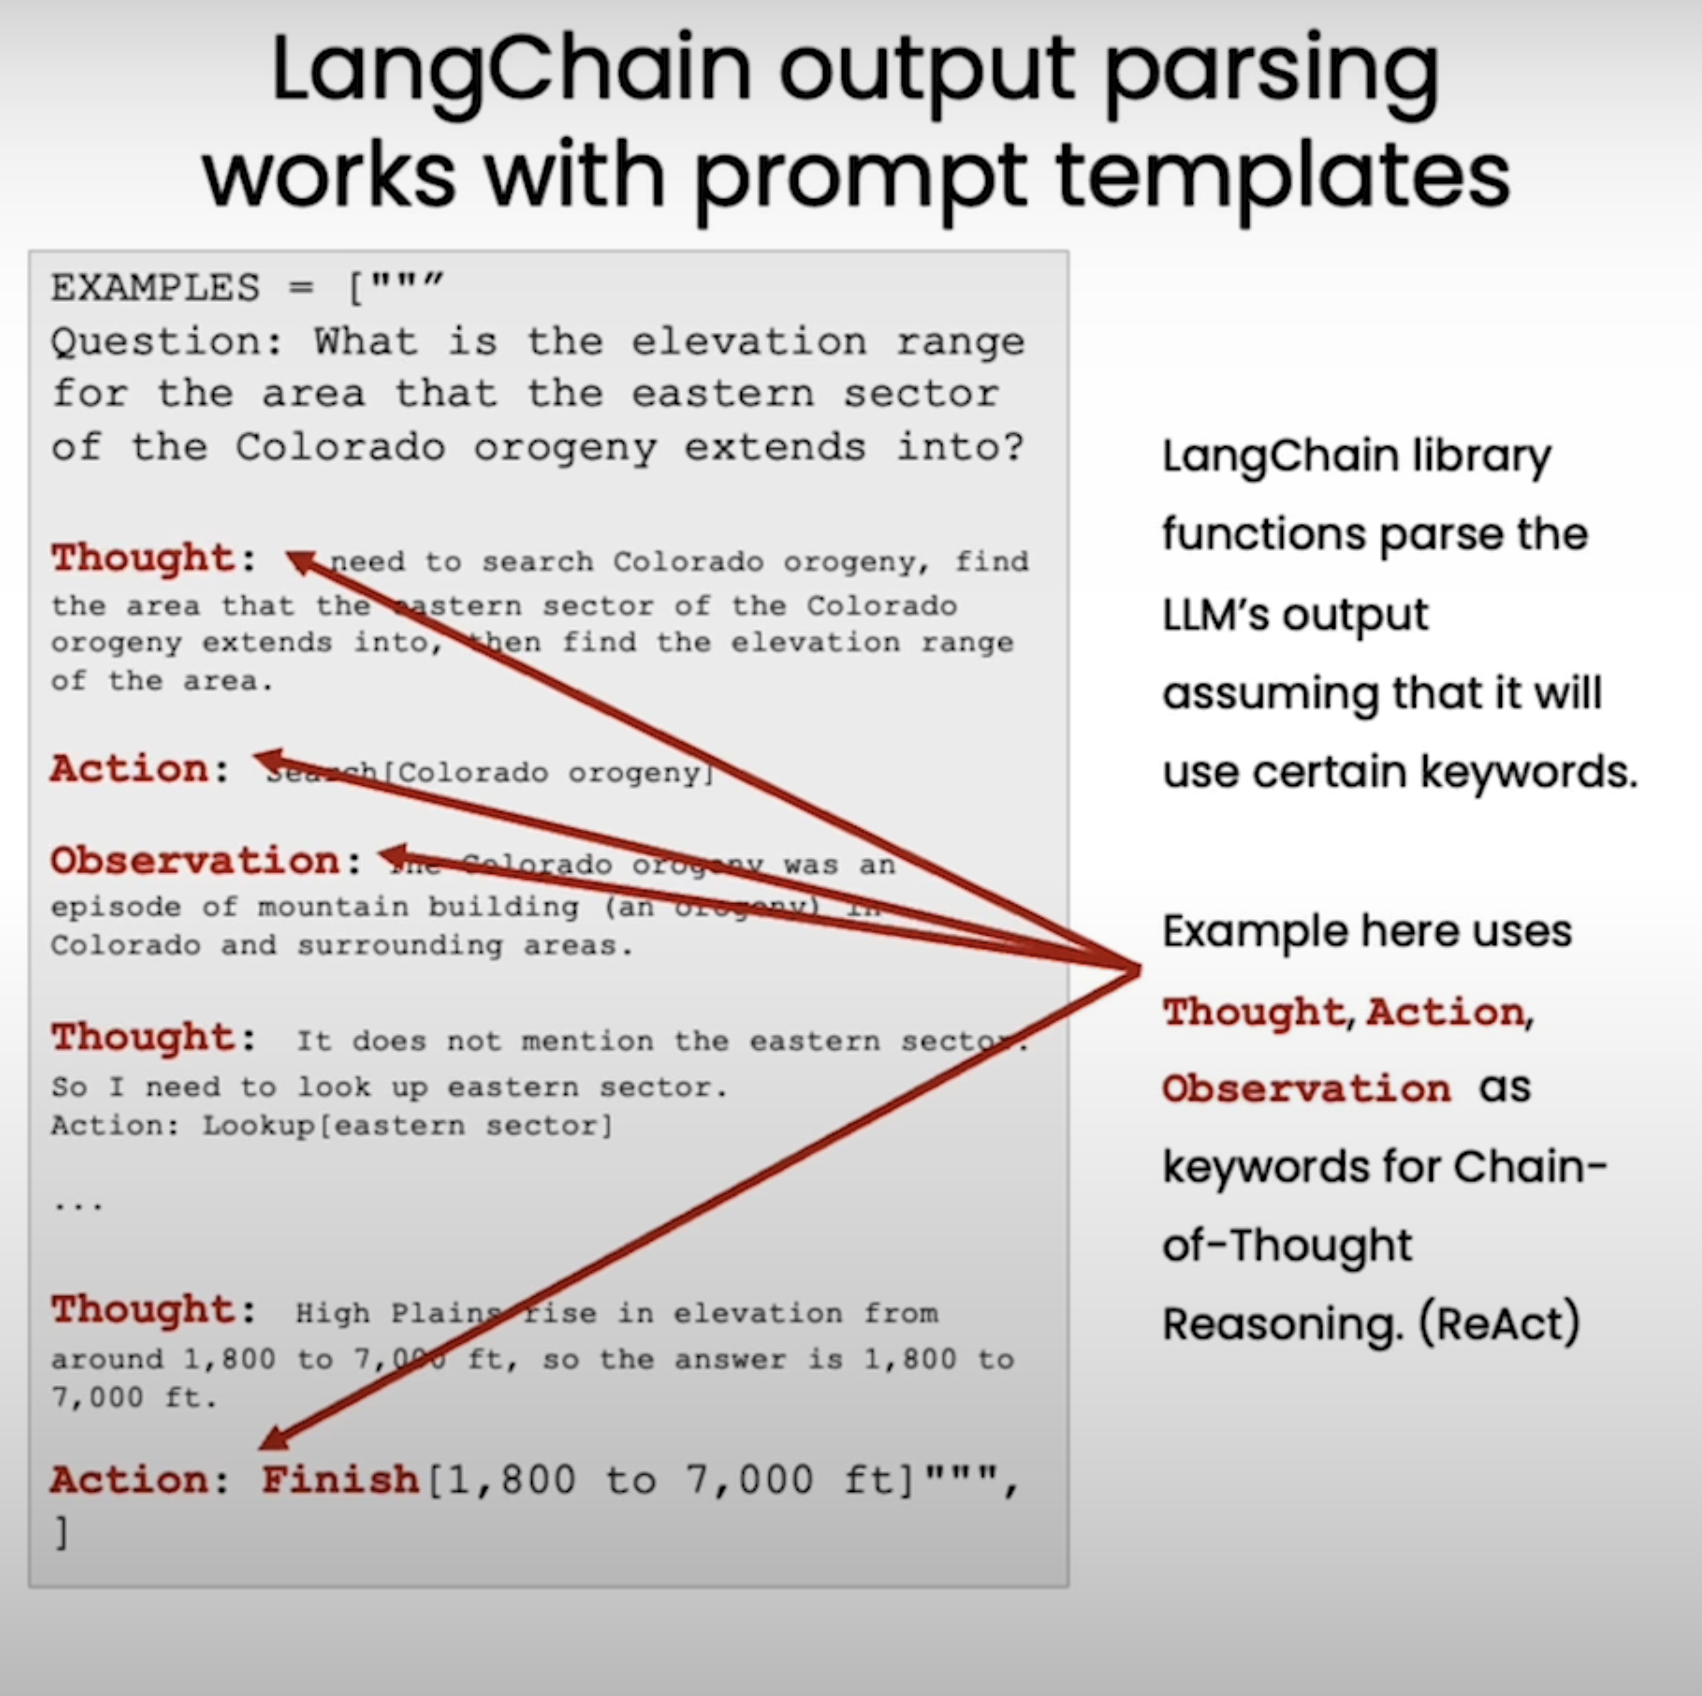 LangChain output parsing
works with prompt templates
EXAMPLES = ["""
Question: What is the elevation range
for the area that the eastern sector
of the Colorado orogeny extends into?
Thought: need to search Colorado orogeny, find
the area that the eastern sector of the Colorado
orogeny extends into, then find the elevation range
of the area.
Action: Search[Colorado orogeny]
Observation: The Colorado orogeny was an
episode of mountain building (an orogeny) in
Colorado and surrounding areas.
Thought: It does not mention the eastern sector.
So I need to look up eastern sector.
Action: Lookup[eastern sector]
...
Thought: High Plains rise in elevation from
around 1,800 to 7,000 ft, so the answer is 1,800 to
7,000 ft.
Action: Finish[1,800 to 7,000 ft]""",
]
LangChain library
functions parse the
LLM's output
assuming that it will
use certain keywords.
Example here uses
Thought, Action,
Observation as
keywords for Chain-
of-Thought
Reasoning. (ReAct)